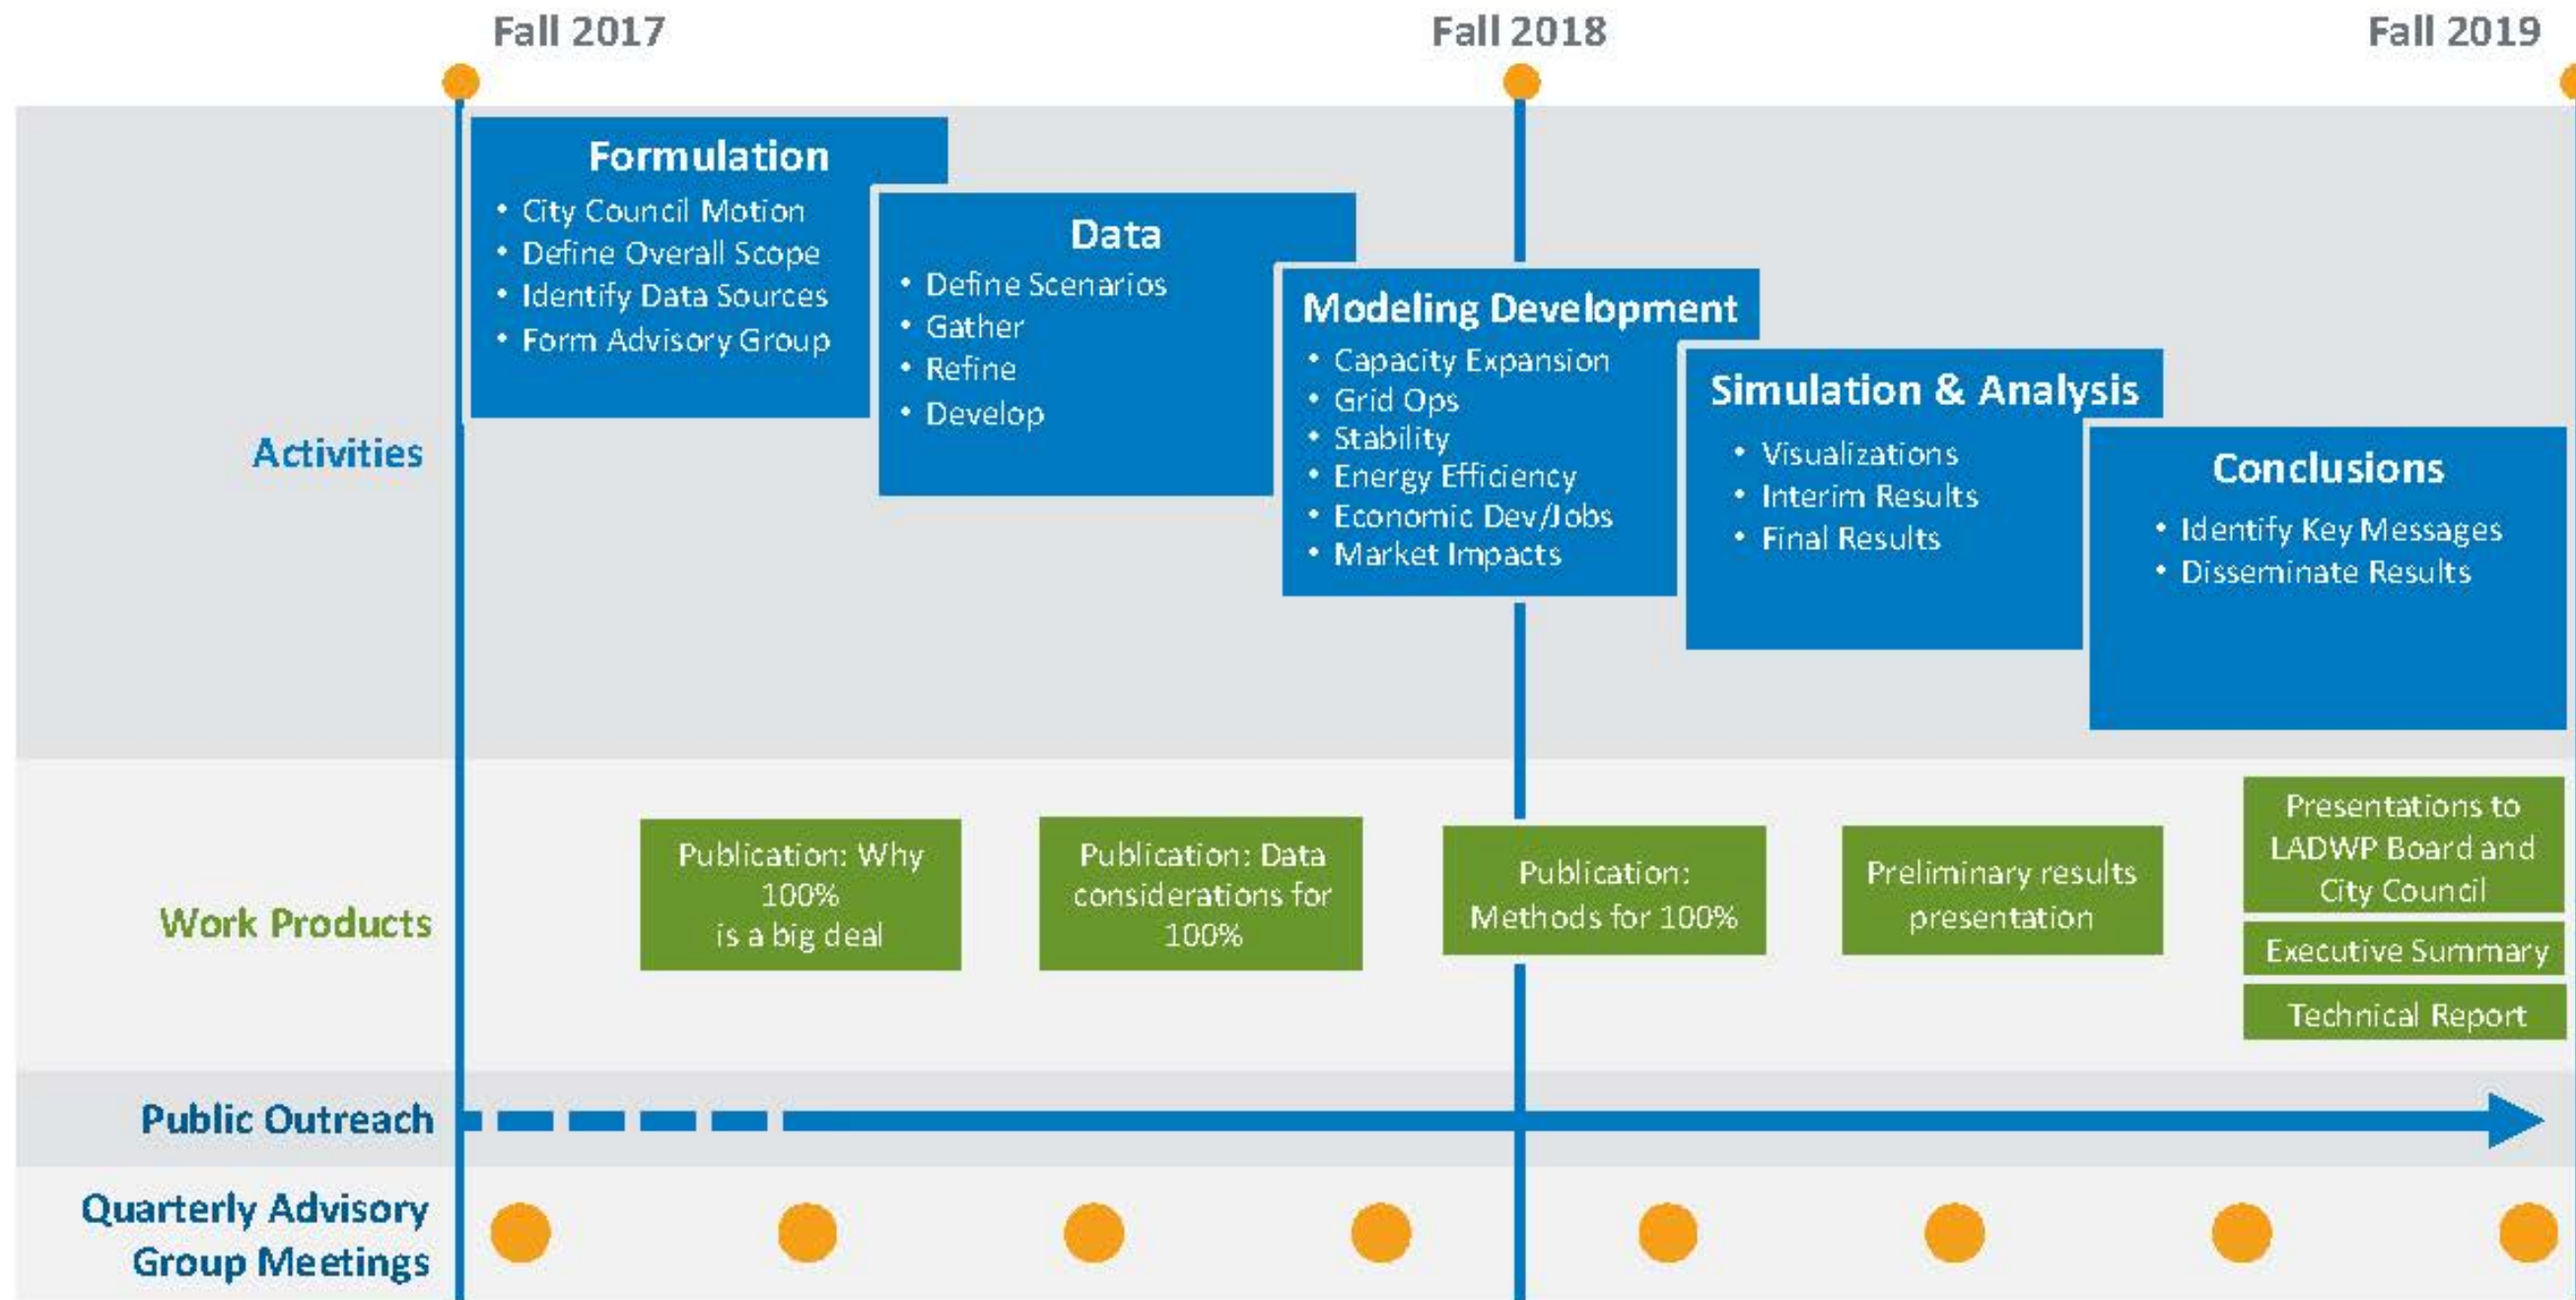 Fall 2017
Fall 2018
Fall 2019
Activities
Formulation
• City Council Motion
• Define Overall Scope
• Identify Data Sources
• Form Advisory Group
Data
• Define Scenarios
• Gather
• Refine
• Develop
Modeling Development
• Capacity Expansion
• Grid Ops
• Stability
• Energy Efficiency
• Economic Dev/Jobs
• Market Impacts
Simulation & Analysis
• Visualizations
• Interim Results
• Final Results
Conclusions
• Identify Key Messages
• Disseminate Results
Work Products
Publication: Why
100%
is a big deal
Publication: Data
considerations for
100%
Publication:
Methods for 100%
Preliminary results
presentation
Presentations to
LADWP Board and
City Council
Executive Summary
Technical Report
Public Outreach
Quarterly Advisory
Group Meetings